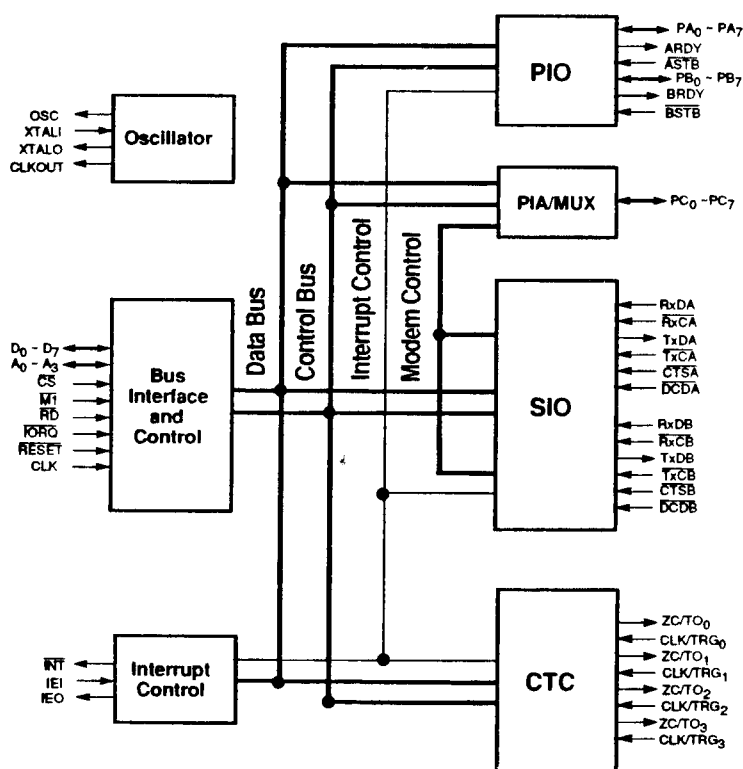 PIO
PA0 - PA7
ARDY
ASTB
PB0 - PB7
BRDY
BSTB
OSC
XTALI
XTALO
CLKOUT
Oscillator
PIA/MUX
PC0 - PC7
Data Bus
Control Bus
Interrupt Control
Modem Control
D0 - D7
A0 - A3
CS
M1
RD
IORQ
RESET
CLK
Bus
Interface
and
Control
SIO
RxDA
RxCA
TxDA
TxCA
CTSA
DCDA
RxDB
RxCB
TxDB
TxCB
CTSB
DCDB
INT
IEI
IEO
Interrupt
Control
CTC
ZC/TO0
CLK/TRG0
ZC/TO1
CLK/TRG1
ZC/TO2
CLK/TRG2
ZC/TO3
CLK/TRG3